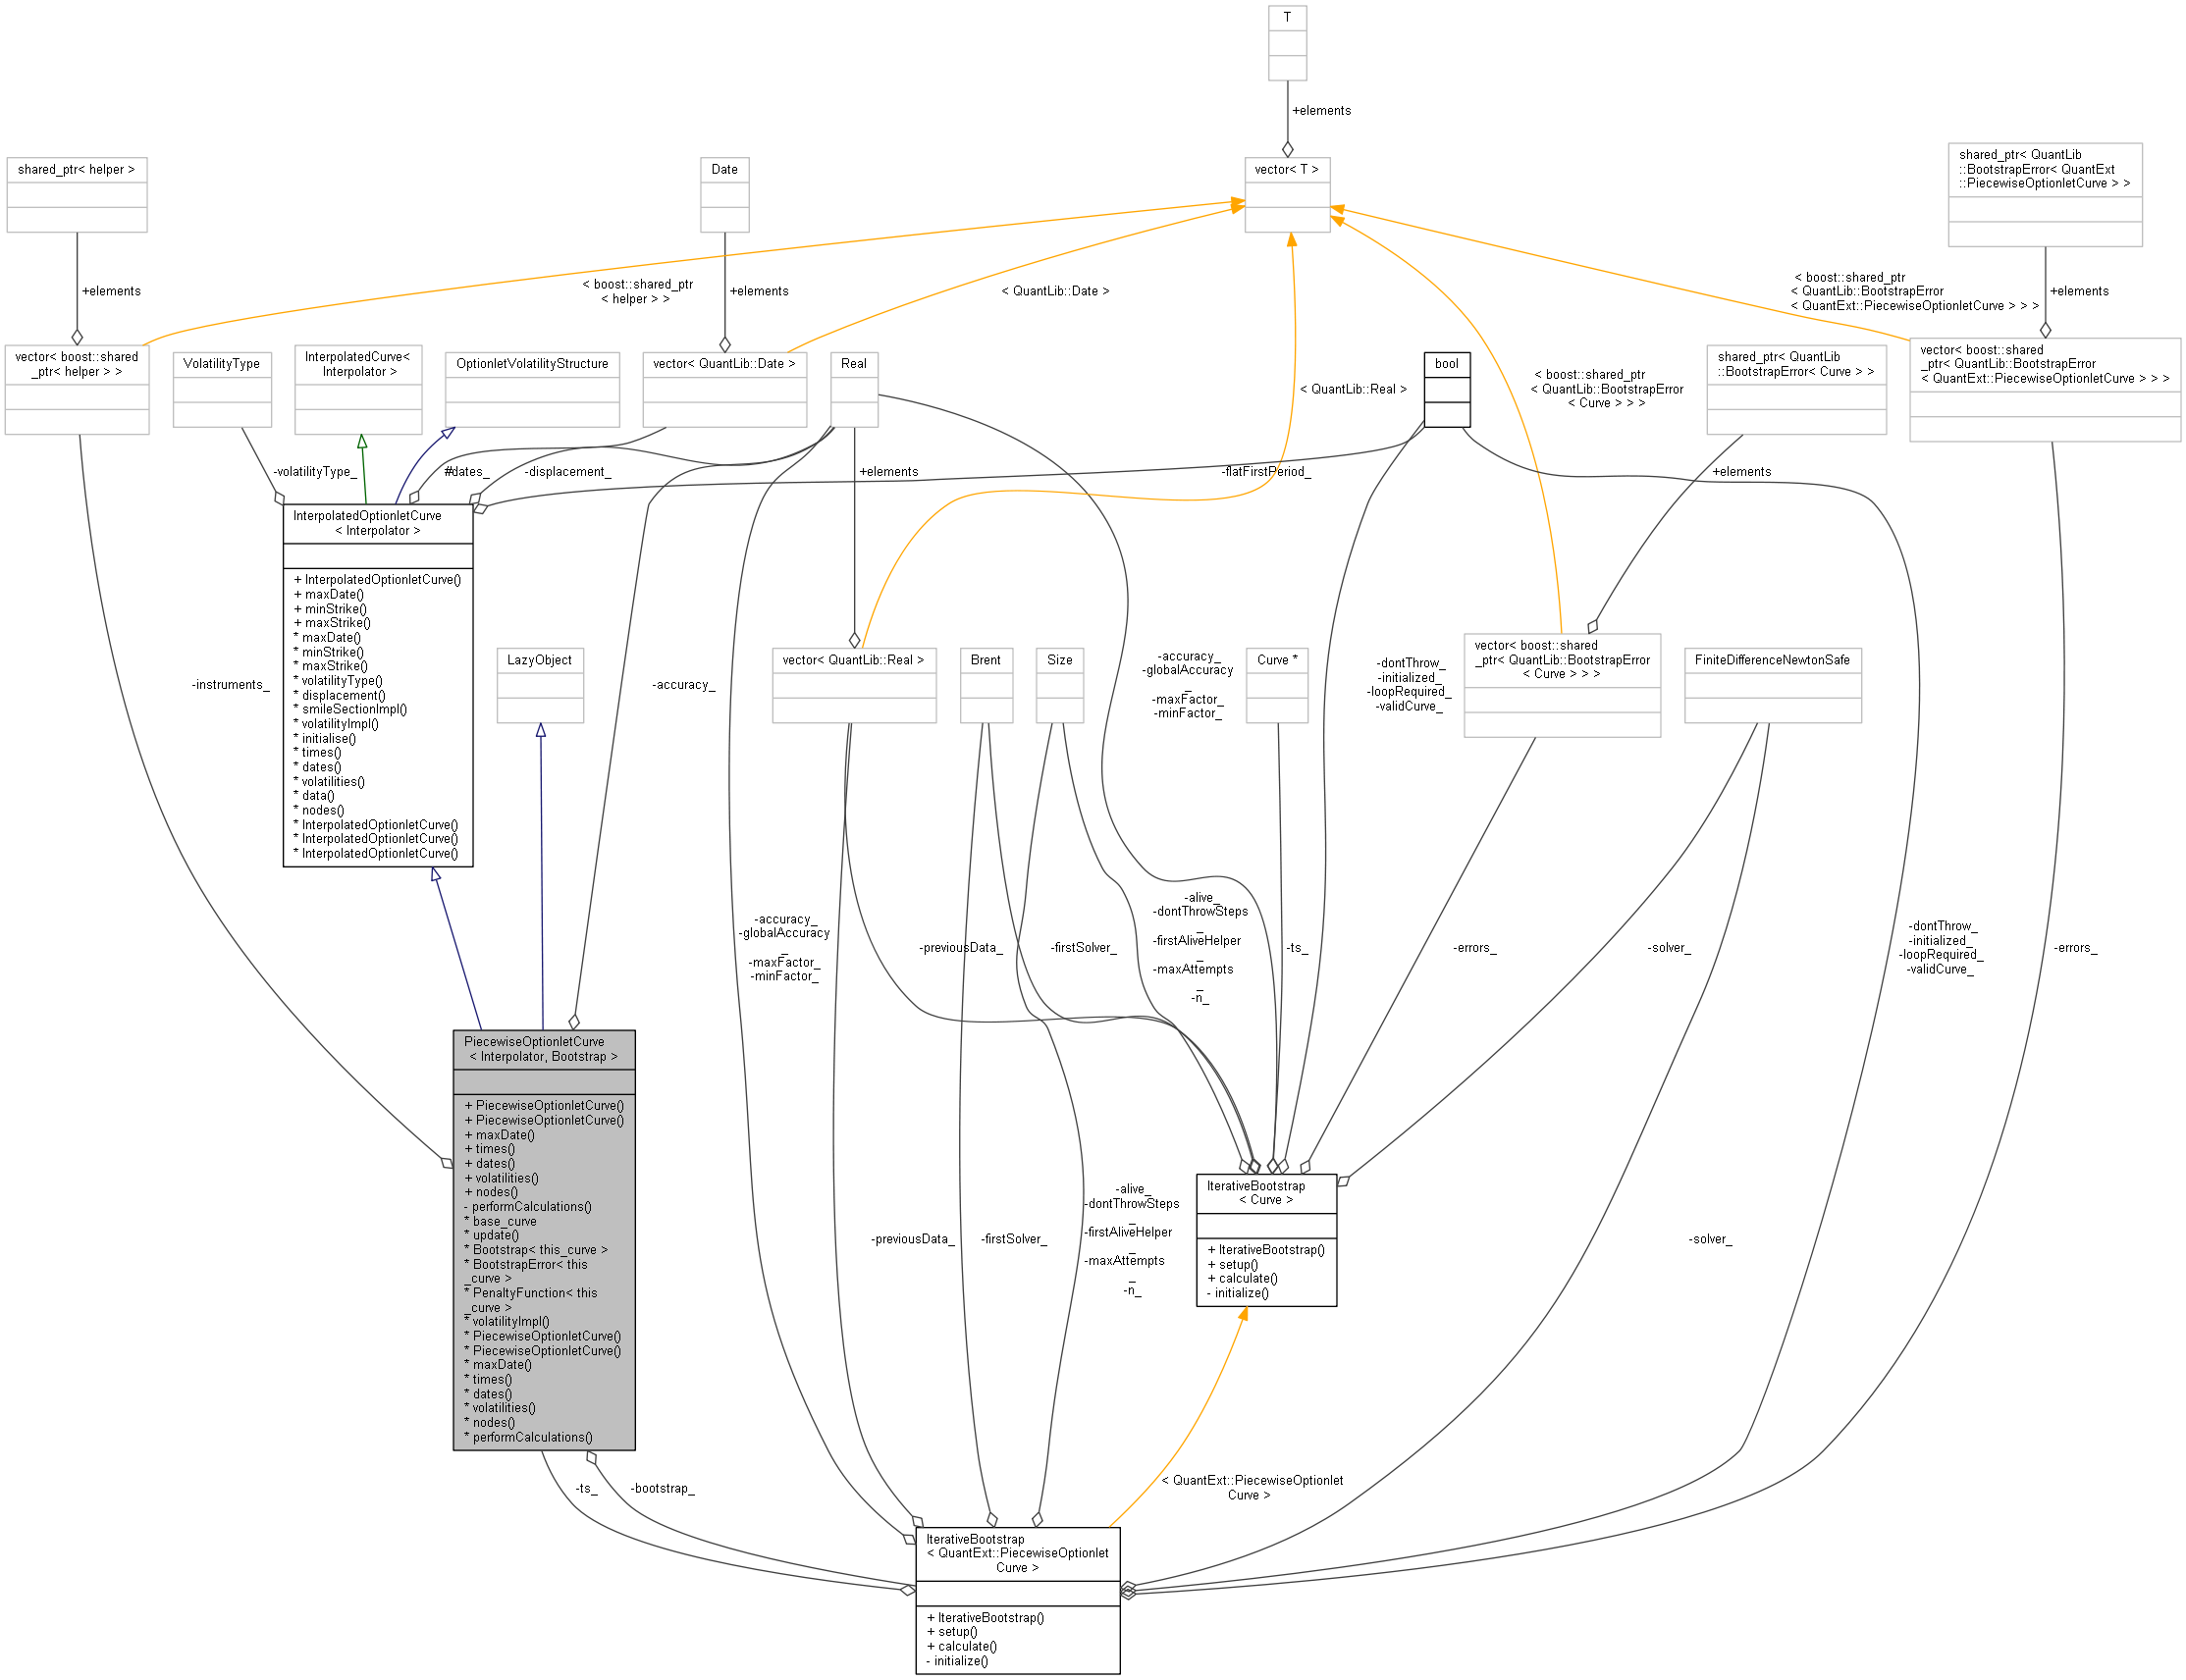 T
+elements
shared_ptr< helper >
Date
vector< T >
shared_ptr< QuantLib
::BootstrapError< QuantExt
::PiecewiseOptionletCurve > >
+elements
< boost::shared_ptr
< helper > >
+elements
< QuantLib::Date >
< boost::shared_ptr
< QuantLib::BootstrapError
< QuantExt::PiecewiseOptionletCurve > > >
+elements
vector< boost::shared
_ptr< helper > >
VolatilityType
InterpolatedCurve<
Interpolator >
OptionletVolatilityStructure
vector< QuantLib::Date >
Real
< QuantLib::Real >
bool
< boost::shared_ptr
< QuantLib::BootstrapError
< Curve > > >
shared_ptr< QuantLib
::BootstrapError< Curve > >
vector< boost::shared
_ptr< QuantLib::BootstrapError
< QuantExt::PiecewiseOptionletCurve > > >
-volatilityType_
#dates_
-displacement_
+elements
-flatFirstPeriod_
+elements
InterpolatedOptionletCurve
< Interpolator >
+ InterpolatedOptionletCurve()
+ maxDate()
+ minStrike()
+ maxStrike()
* maxDate()
* minStrike()
* maxStrike()
* volatilityType()
* displacement()
* smileSectionImpl()
* volatilityImpl()
* initialise()
* times()
* dates()
* volatilities()
* data()
* nodes()
* InterpolatedOptionletCurve()
* InterpolatedOptionletCurve()
* InterpolatedOptionletCurve()
-instruments_
LazyObject
-accuracy_
vector< QuantLib::Real >
Brent
Size
-accuracy_
-globalAccuracy
_
-maxFactor_
-minFactor_
Curve *
-dontThrow_
-initialized_
-loopRequired_
-validCurve_
vector< boost::shared
_ptr< QuantLib::BootstrapError
< Curve > > >
FiniteDifferenceNewtonSafe
-accuracy_
-globalAccuracy
_
-maxFactor_
-minFactor_
-previousData_
-firstSolver_
-alive_
-dontThrowSteps
_
-firstAliveHelper
_
-maxAttempts
_
-n_
-ts_
-errors_
-solver_
-dontThrow_
-initialized_
-loopRequired_
-validCurve_
-errors_
PiecewiseOptionletCurve
< Interpolator, Bootstrap >
+ PiecewiseOptionletCurve()
+ PiecewiseOptionletCurve()
+ maxDate()
+ times()
+ dates()
+ volatilities()
+ nodes()
- performCalculations()
* base_curve
* update()
* Bootstrap< this_curve >
* BootstrapError< this
_curve >
* PenaltyFunction< this
_curve >
* volatilityImpl()
* PiecewiseOptionletCurve()
* PiecewiseOptionletCurve()
* maxDate()
* times()
* dates()
* volatilities()
* nodes()
* performCalculations()
-previousData_
-firstSolver_
-alive_
-dontThrowSteps
_
-firstAliveHelper
_
-maxAttempts
_
-n_
IterativeBootstrap
< Curve >
+ IterativeBootstrap()
+ setup()
+ calculate()
- initialize()
-solver_
-ts_
-bootstrap_
< QuantExt::PiecewiseOptionlet
Curve >
IterativeBootstrap
< QuantExt::PiecewiseOptionlet
Curve >
+ IterativeBootstrap()
+ setup()
+ calculate()
- initialize()